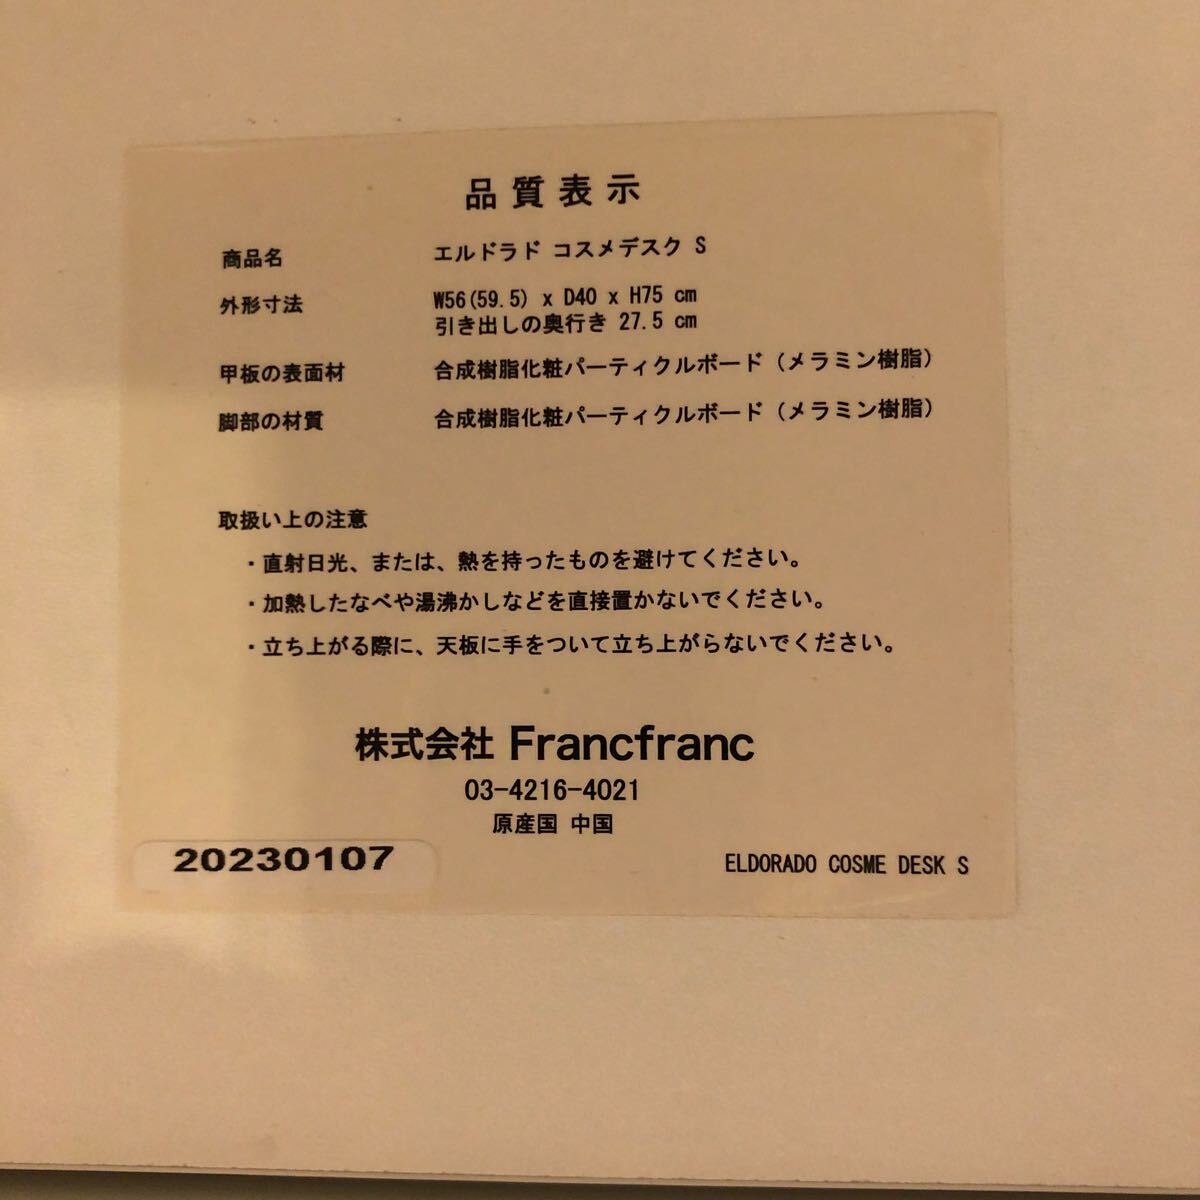 品質表示
商品名 エルドラド コスメデスク S
外形寸法 W56(59.5) x D40 x H75 cm
引き出しの奥行き 27.5 cm
甲板の表面材 合成樹脂化粧パーティクルボード（メラミン樹脂）
脚部の材質 合成樹脂化粧パーティクルボード（メラミン樹脂）
取扱い上の注意
・直射日光、または、熱を持ったものを避けてください。
・加熱したなべや湯沸かしなどを直接置かないでください。
・立ち上がる際に、天板に手をついて立ち上がらないでください。
株式会社 Francfranc
03-4216-4021
原産国 中国
20230107
ELDORADO COSME DESK S